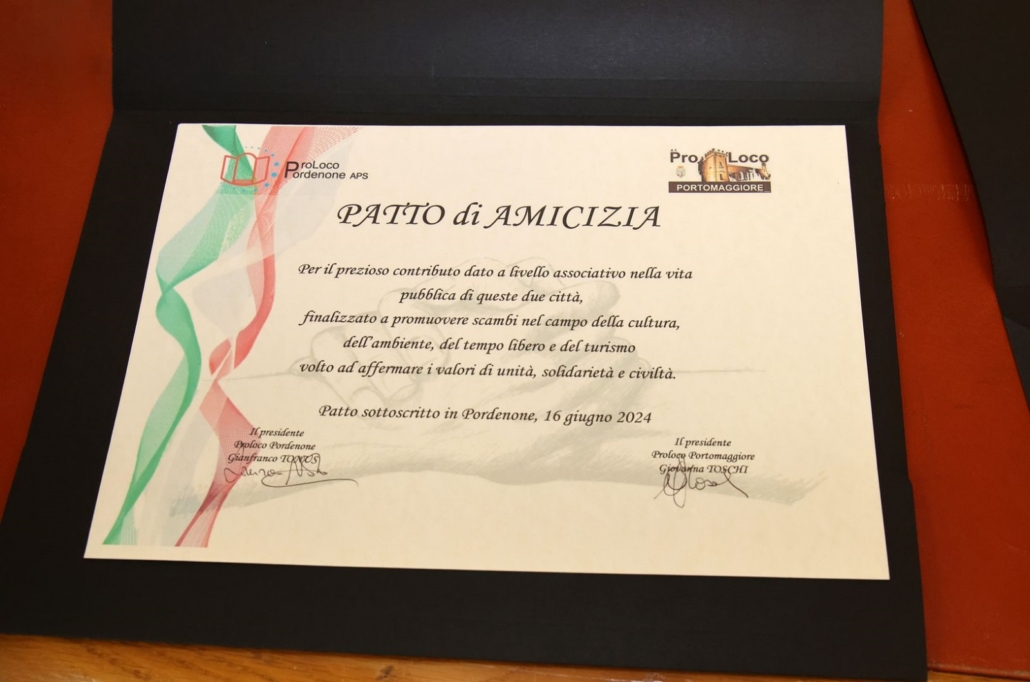 ProLoco
Pordenone APS
Pro Loco
PORTOMAGGIORE
PATTO di AMICIZIA
Per il prezioso contributo dato a livello associativo nella vita
pubblica di queste due città,
finalizzato a promuovere scambi nel campo della cultura,
dell'ambiente, del tempo libero e del turismo
volto ad affermare i valori di unità, solidarietà e civiltà.
Patto sottoscritto in Pordenone, 16 giugno 2024
Il presidente
Proloco Pordenone
Gianfranco
Il presidente
Proloco Portomaggiore
Giovanna TOSCHI